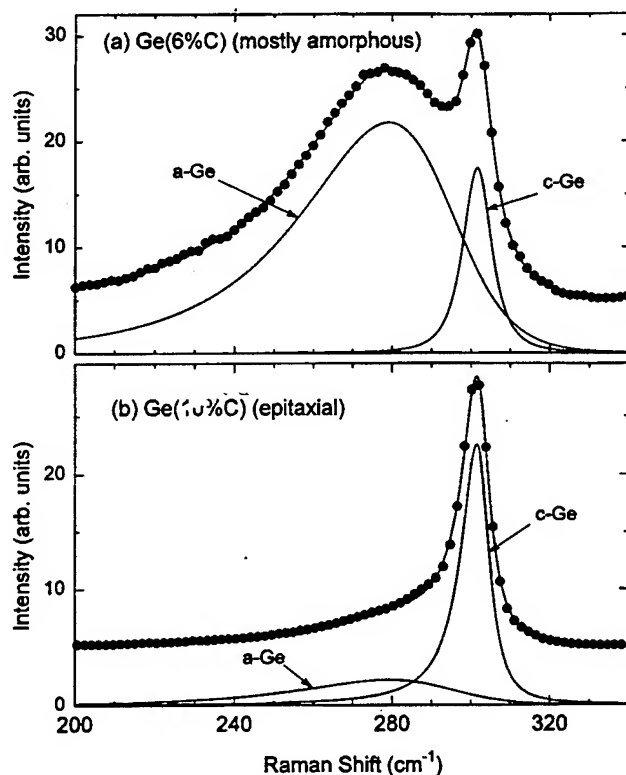 (a) Ge(6%C) (mostly amorphous)
30
20
10
0
Intensity (arb. units)
a-Ge
c-Ge
(b) Ge( %C) (epitaxial)
20
10
0
Intensity (arb. units)
c-Ge
a-Ge
200 240 280 320
Raman Shift (cm⁻¹)